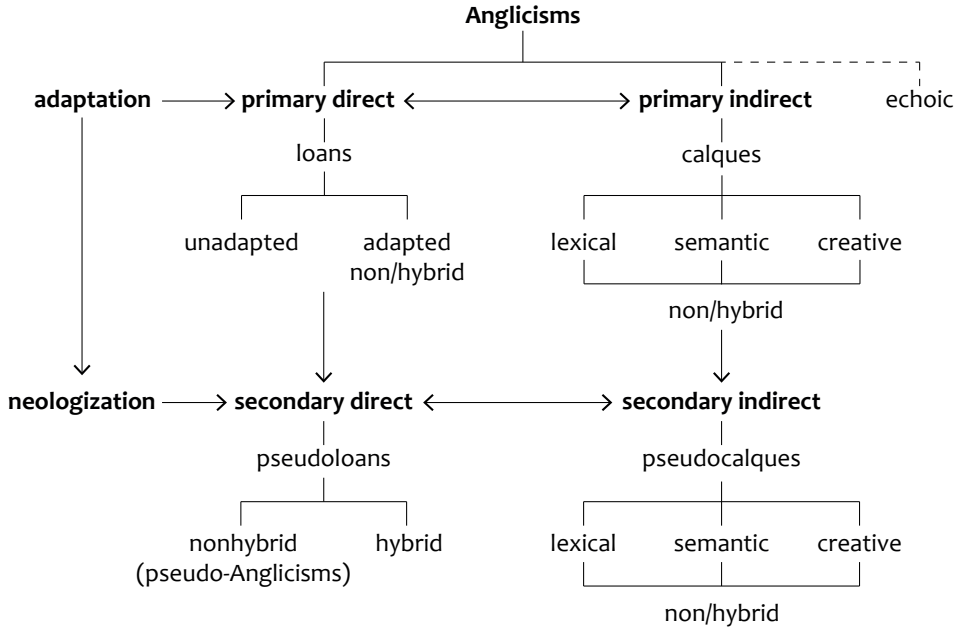 Anglicisms
adaptation primary direct primary indirect echoic
loans calques
unadapted adapted lexical semantic creative
non/hybrid
non/hybrid
neologization secondary direct secondary indirect
pseudoloans pseudocalques
nonhybrid hybrid lexical semantic creative
(pseudo-Anglicisms)
non/hybrid